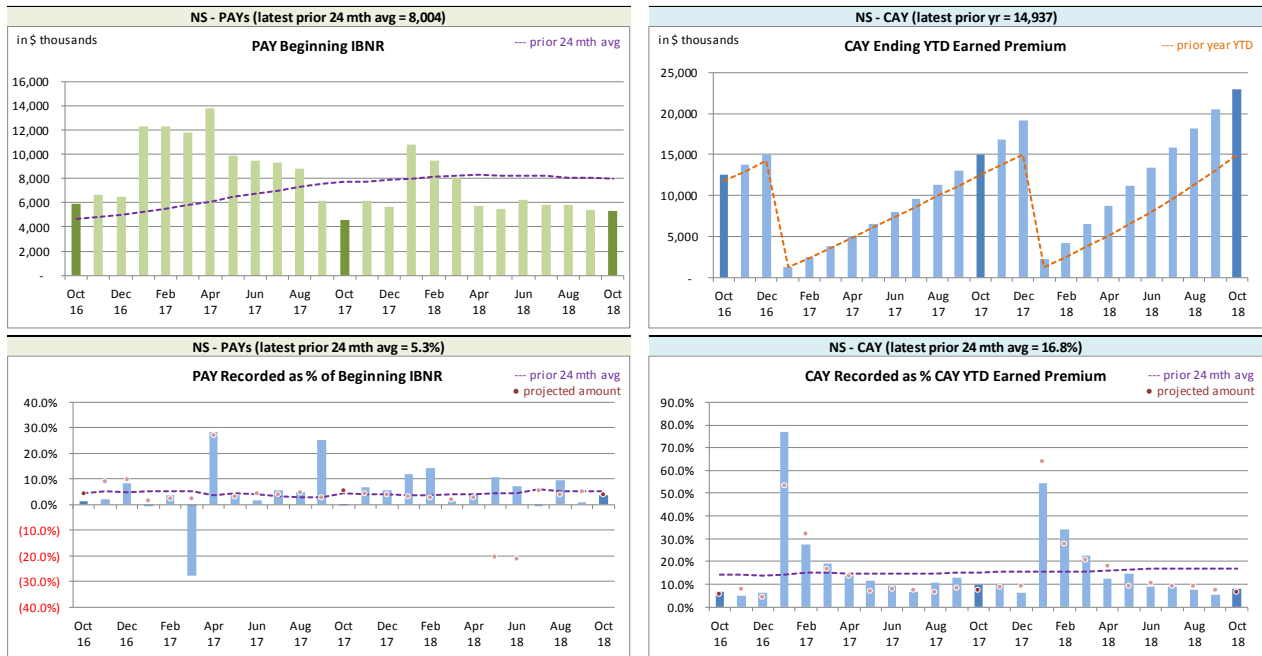 NS - PAYs (latest prior 24 mth avg = 8,004)
in $ thousands
PAY Beginning IBNR
--- prior 24 mth avg
16,000
14,000
12,000
10,000
8,000
6,000
4,000
2,000
-
Oct Dec Feb Apr Jun Aug Oct Dec Feb Apr Jun Aug Oct
16 16 17 17 17 17 17 17 18 18 18 18 18
NS - CAY (latest prior yr = 14,937)
in $ thousands
CAY Ending YTD Earned Premium
--- prior year YTD
25,000
20,000
15,000
10,000
5,000
-
Oct Dec Feb Apr Jun Aug Oct Dec Feb Apr Jun Aug Oct
16 16 17 17 17 17 17 17 18 18 18 18 18
NS - PAYs (latest prior 24 mth avg = 5.3%)
PAY Recorded as % of Beginning IBNR
--- prior 24 mth avg
• projected amount
40.0%
30.0%
20.0%
10.0%
0.0%
(10.0%)
(20.0%)
(30.0%)
(40.0%)
Oct Dec Feb Apr Jun Aug Oct Dec Feb Apr Jun Aug Oct
16 16 17 17 17 17 17 17 18 18 18 18 18
NS - CAY (latest prior 24 mth avg = 16.8%)
CAY Recorded as % CAY YTD Earned Premium
--- prior 24 mth avg
• projected amount
90.0%
80.0%
70.0%
60.0%
50.0%
40.0%
30.0%
20.0%
10.0%
0.0%
Oct Dec Feb Apr Jun Aug Oct Dec Feb Apr Jun Aug Oct
16 16 17 17 17 17 17 17 18 18 18 18 18